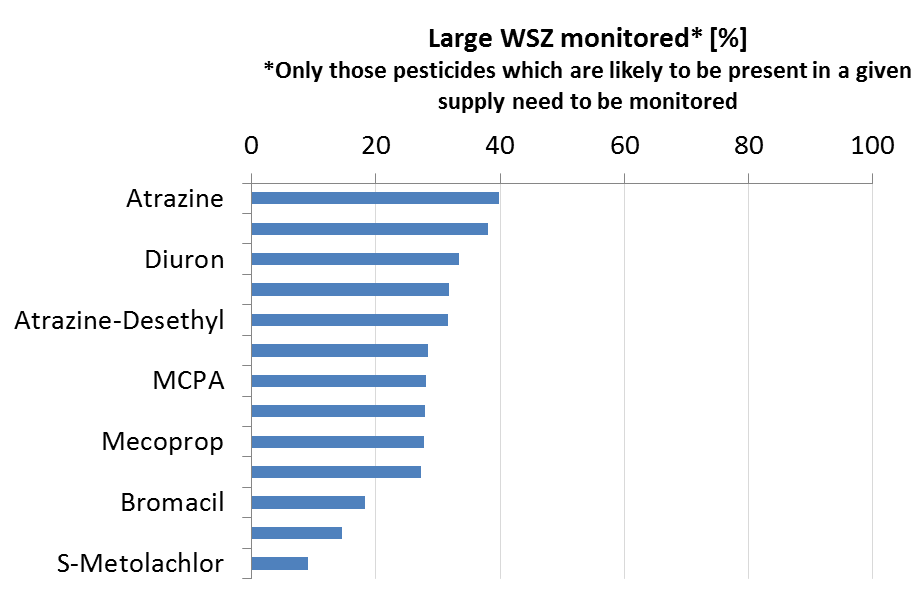 Large WSZ monitored* [%]
*Only those pesticides which are likely to be present in a given
supply need to be monitored
0 20 40 60 80 100
Atrazine
Diuron
Atrazine-Desethyl
MCPA
Mecoprop
Bromacil
S-Metolachlor